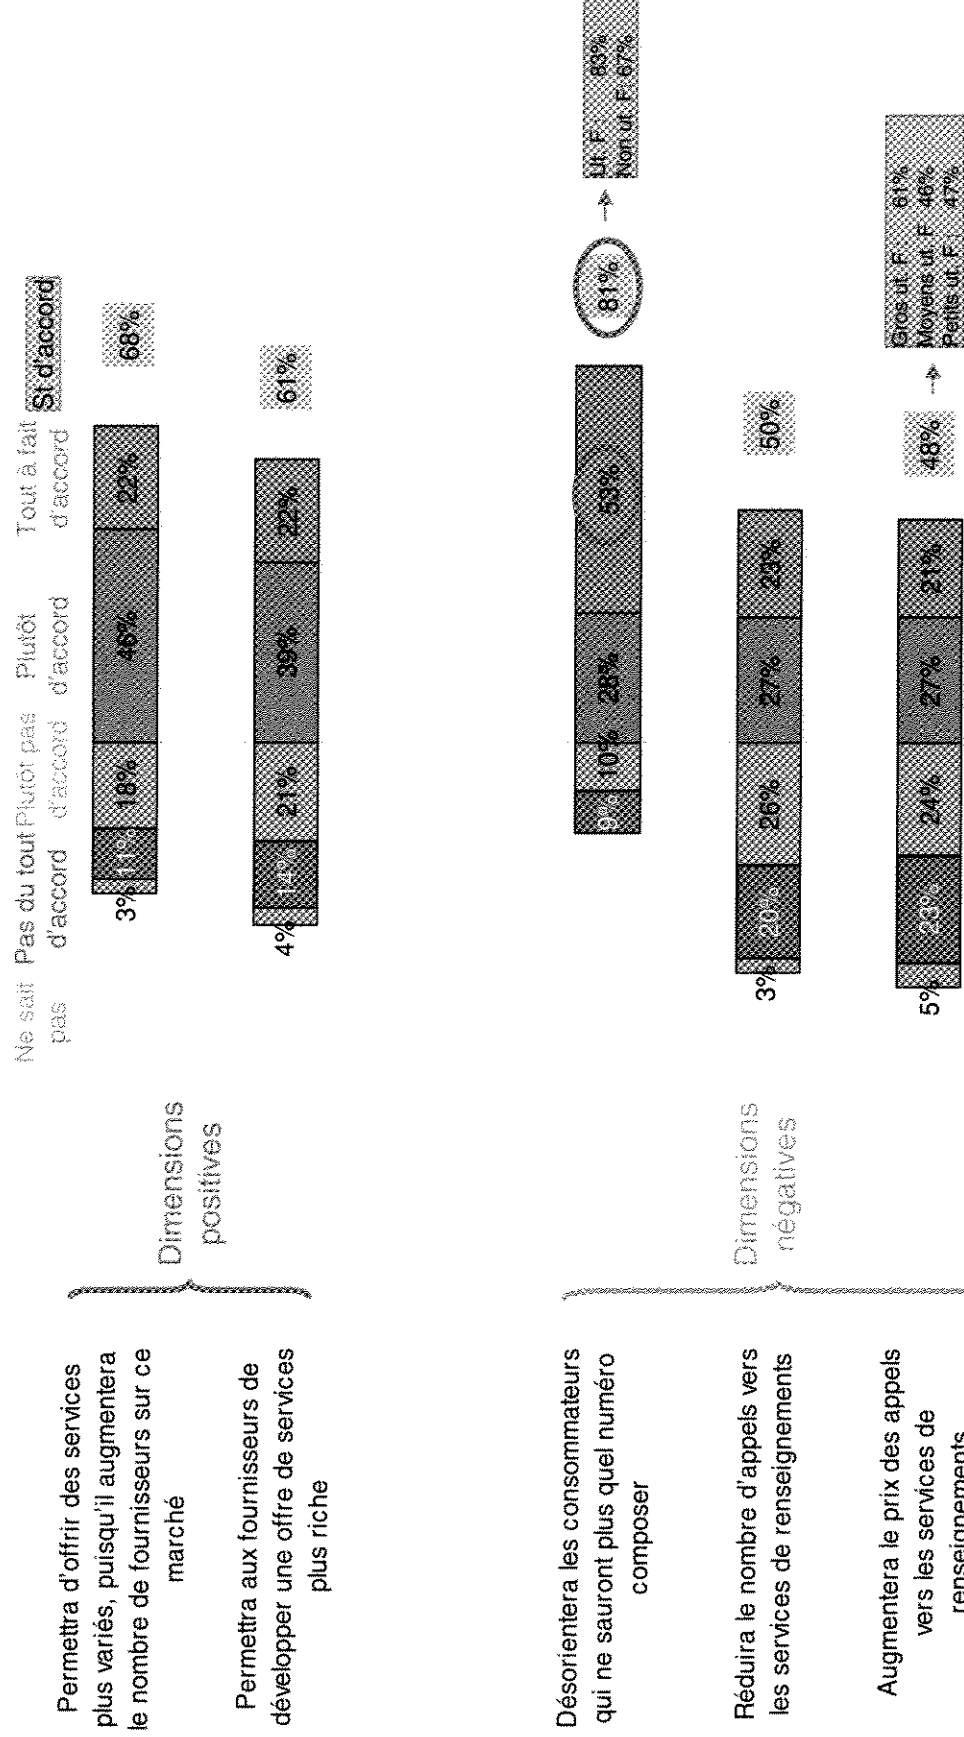 Ne sait Pas du tout Plutôt pas Plutôt Tout à fait St d'accord
pas d'accord d'accord d'accord d'accord
Permettra d'offrir des services
plus variés, puisqu'il augmentera
le nombre de fournisseurs sur ce
marché
3% 11% 18% 46% 22% 68%
Dimensions
positives
Permettra aux fournisseurs de
développer une offre de services
plus riche
4% 14% 21% 39% 22% 61%
Désorientera les consommateurs
qui ne sauront plus quel numéro
composer
9% 10% 28% 53% 81%
Ut. F. 83%
Non ut. F. 67%
Dimensions
négatives
Réduira le nombre d'appels vers
les services de renseignements
3% 20% 26% 27% 23% 50%
Augmentera le prix des appels
vers les services de
renseignements
5% 23% 24% 27% 21% 48%
Gros ut. F. 61%
Moyens ut. F. 46%
Petits ut. F. 47%